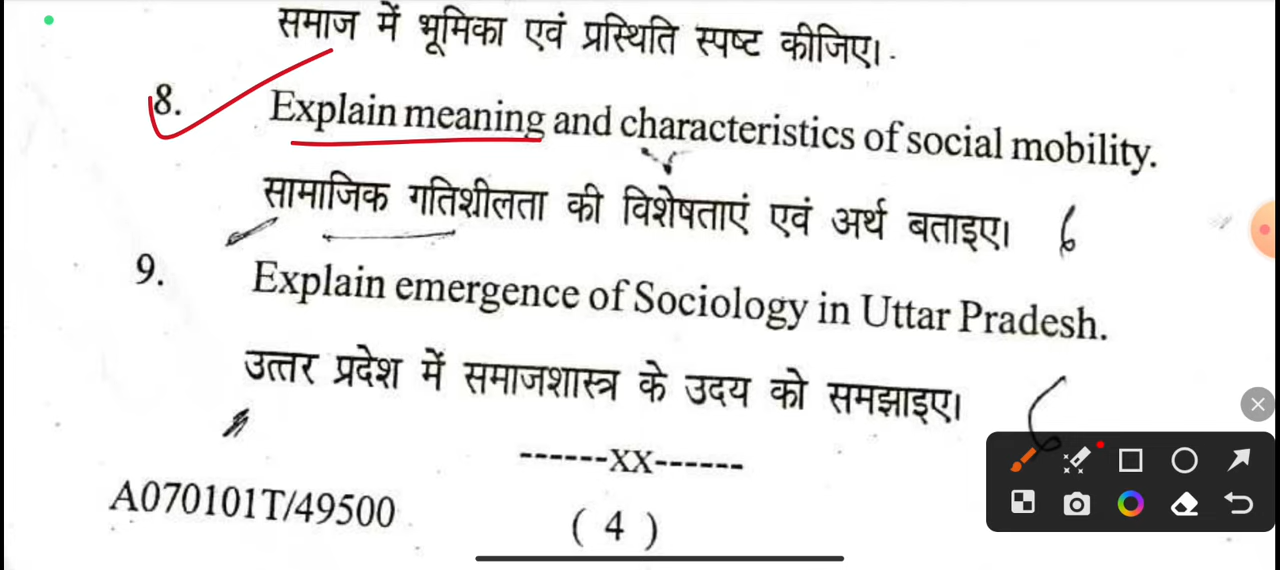 समाज में भूमिका एवं प्रस्थिति स्पष्ट कीजिए।
8. Explain meaning and characteristics of social mobility.
सामाजिक गतिशीलता की विशेषताएं एवं अर्थ बताइए।
9. Explain emergence of Sociology in Uttar Pradesh.
उत्तर प्रदेश में समाजशास्त्र के उदय को समझाइए।
------XX------
A070101T/49500
( 4 )